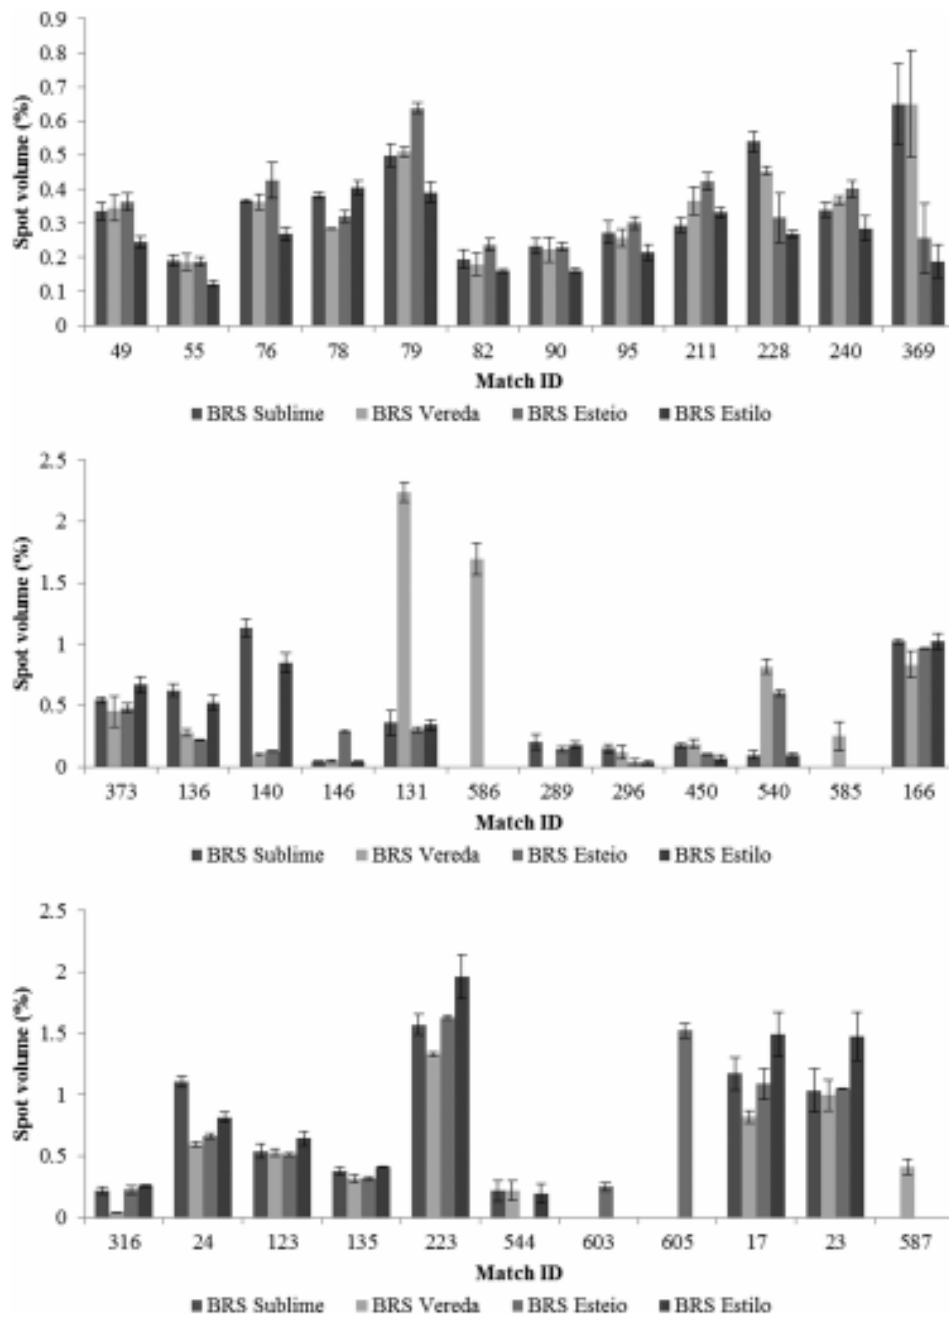 0.9
0.8
0.7
0.6
0.5
0.4
0.3
0.2
0.1
0
Spot volume (%)
49 55 76 78 79 82 90 95 211 228 240 369
Match ID
BRS Sublime BRS Vereda BRS Esteio BRS Estilo
2.5
2
1.5
1
0.5
0
Spot volume (%)
373 136 140 146 131 586 289 296 450 540 585 166
Match ID
BRS Sublime BRS Vereda BRS Esteio BRS Estilo
2.5
2
1.5
1
0.5
0
Spot volume (%)
316 24 123 135 223 544 603 605 17 23 587
Match ID
BRS Sublime BRS Vereda BRS Esteio BRS Estilo